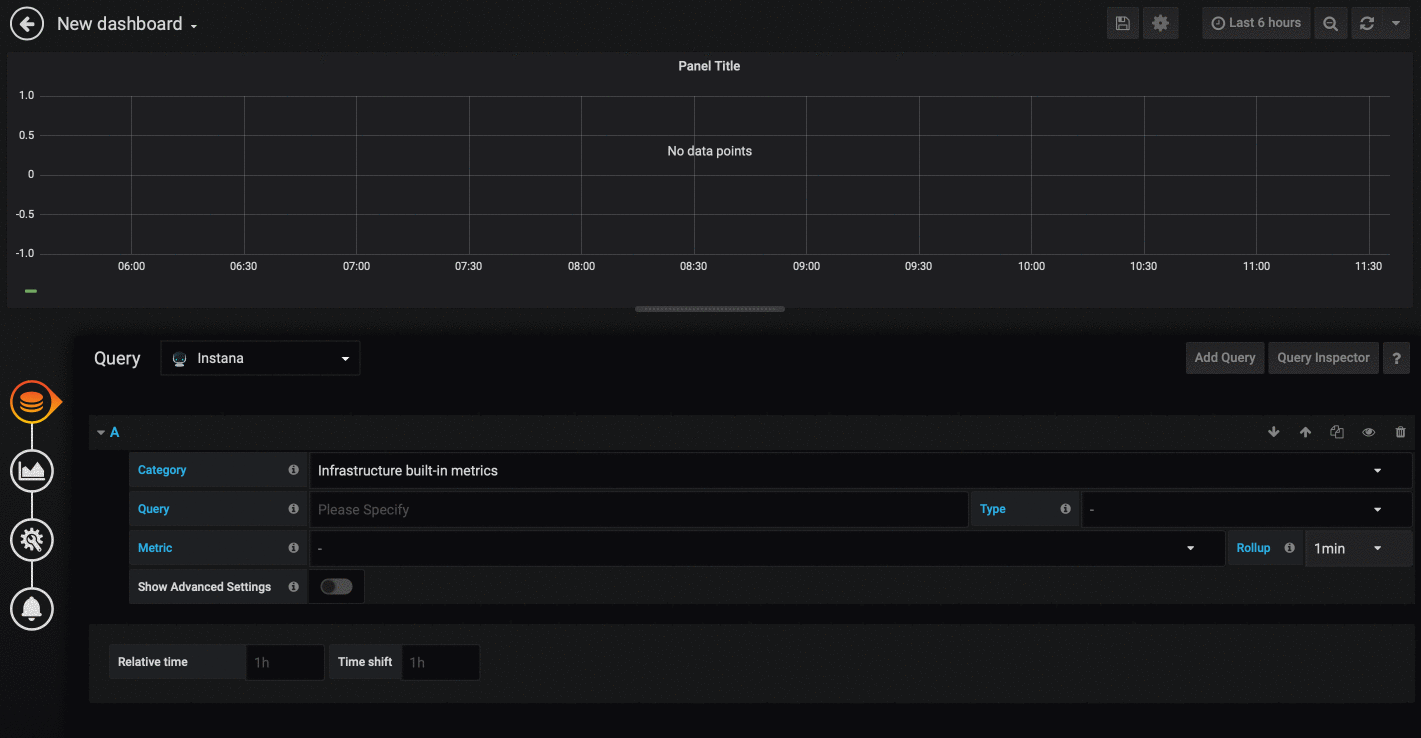 New dashboard
Last 6 hours
Panel Title
1.0
0.5
0
-0.5
-1.0
No data points
06:00 06:30 07:00 07:30 08:00 08:30 09:00 09:30 10:00 10:30 11:00 11:30
Query Instana Add Query Query Inspector ?
A
Category Infrastructure built-in metrics
Query Please Specify Type -
Metric - Rollup 1min
Show Advanced Settings
Relative time 1h Time shift 1h